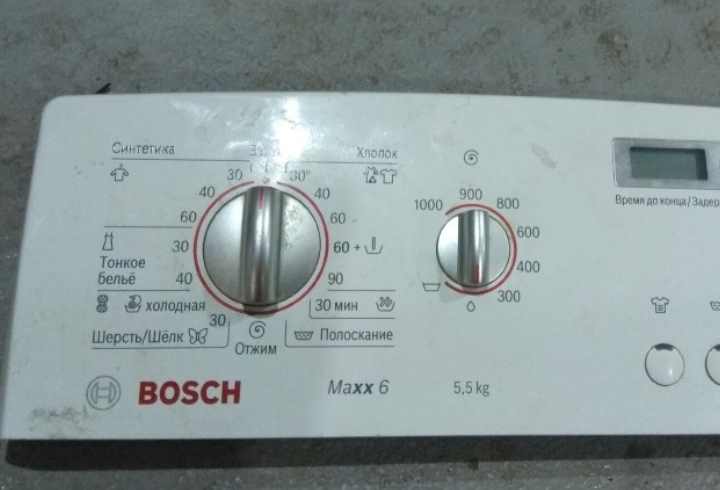 Синтетика
Хлопок
30
30°
40
40
60
60
30
60 +
Тонкое
бельё
40
90
холодная
30 мин
30
Шерсть/Шёлк
Отжим
Полоскание
900
1000
800
600
400
300
Время до конца/Задер
BOSCH
Maxx 6
5,5 kg